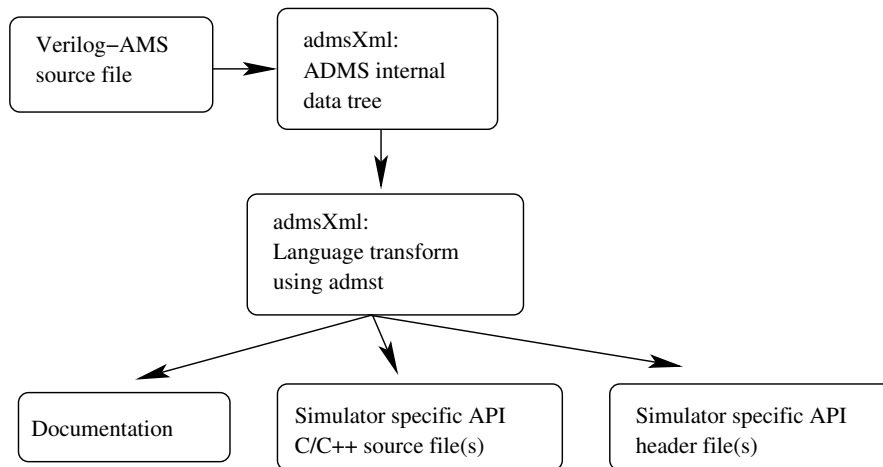 Verilog−AMS
source file
admsXml:
ADMS internal
data tree
admsXml:
Language transform
using admst
Documentation
Simulator specific API
C/C++ source file(s)
Simulator specific API
header file(s)